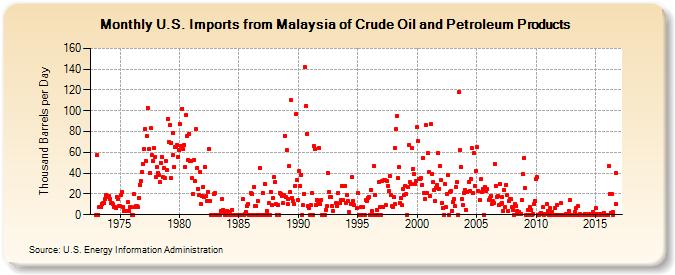 Monthly U.S. Imports from Malaysia of Crude Oil and Petroleum Products
Thousand Barrels per Day
160
140
120
100
80
60
40
20
0
1975 1980 1985 1990 1995 2000 2005 2010 2015
Source: U.S. Energy Information Administration